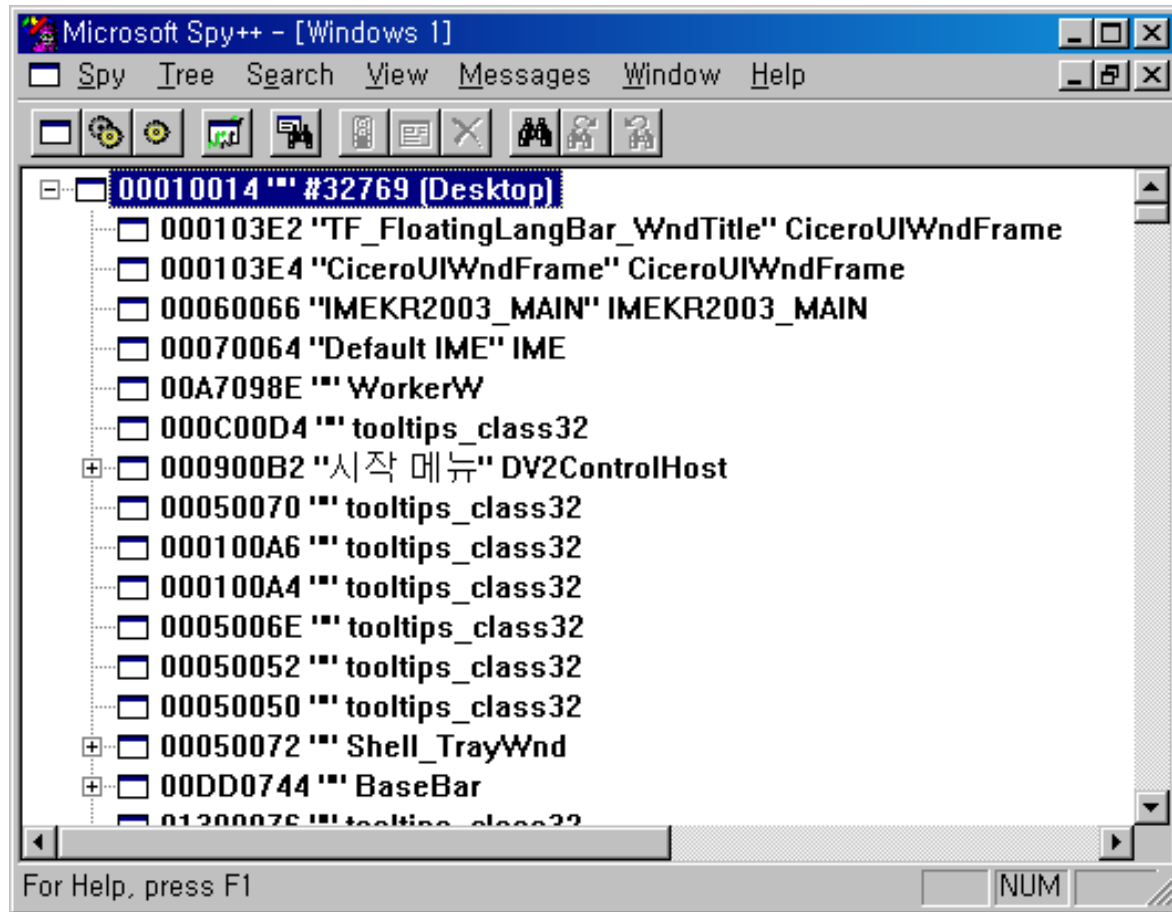 Microsoft Spy++ - [Windows 1]
Spy Tree Search View Messages Window Help
00010014 "" #32769 (Desktop)
000103E2 "TF_FloatingLangBar_WndTitle" CiceroUIWndFrame
000103E4 "CiceroUIWndFrame" CiceroUIWndFrame
00060066 "IMEKR2003_MAIN" IMEKR2003_MAIN
00070064 "Default IME" IME
00A7098E "" WorkerW
000C00D4 "" tooltips_class32
000900B2 "시작 메뉴" DV2ControlHost
00050070 "" tooltips_class32
000100A6 "" tooltips_class32
000100A4 "" tooltips_class32
0005006E "" tooltips_class32
00050052 "" tooltips_class32
00050050 "" tooltips_class32
00050072 "" Shell_TrayWnd
00DD0744 "" BaseBar
"" tooltips_class32
For Help, press F1
NUM